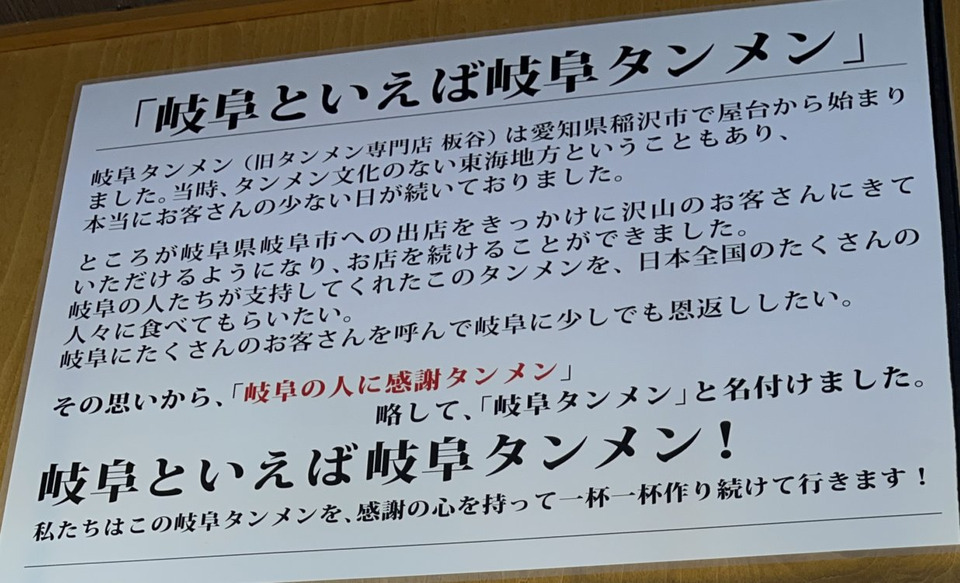 「岐阜といえば岐阜タンメン」
岐阜タンメン（旧タンメン専門店 板谷）は愛知県稲沢市で屋台から始まり
ました。当時、タンメン文化のない東海地方ということもあり、
本当にお客さんの少ない日が続いておりました。
ところが岐阜県岐阜市への出店をきっかけに沢山のお客さんにきて
いただけるようになり、お店を続けることができました。
岐阜の人たちが支持してくれたこのタンメンを、日本全国のたくさんの
人々に食べてもらいたい。
岐阜にたくさんのお客さんを呼んで岐阜に少しでも恩返ししたい。
その思いから、「岐阜の人に感謝タンメン」
略して、「岐阜タンメン」と名付けました。
岐阜といえば岐阜タンメン！
私たちはこの岐阜タンメンを、感謝の心を持って一杯一杯作り続けて行きます！